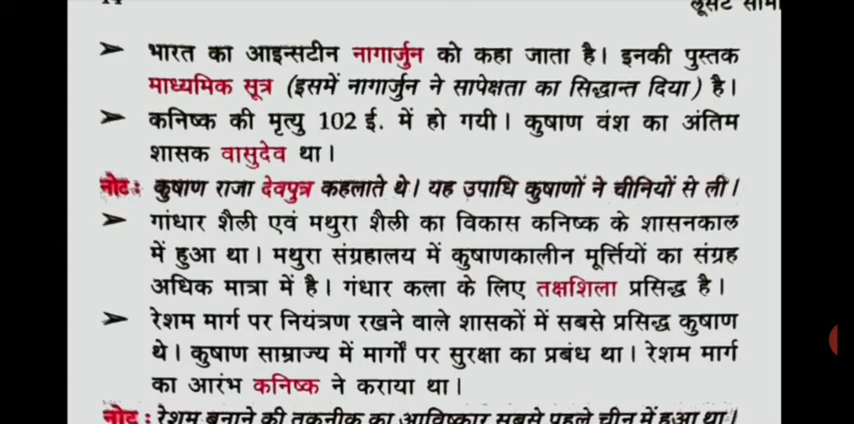 14
लूसेंट सामा
➤ भारत का आइन्सटीन नागार्जुन को कहा जाता है। इनकी पुस्तक
माध्यमिक सूत्र (इसमें नागार्जुन ने सापेक्षता का सिद्धान्त दिया) है।
➤ कनिष्क की मृत्यु 102 ई. में हो गयी। कुषाण वंश का अंतिम
शासक वासुदेव था।
नोट : कुषाण राजा देवपुत्र कहलाते थे। यह उपाधि कुषाणों ने चीनियों से ली।
➤ गांधार शैली एवं मथुरा शैली का विकास कनिष्क के शासनकाल
में हुआ था। मथुरा संग्रहालय में कुषाणकालीन मूर्त्तियों का संग्रह
अधिक मात्रा में है। गंधार कला के लिए तक्षशिला प्रसिद्ध है।
➤ रेशम मार्ग पर नियंत्रण रखने वाले शासकों में सबसे प्रसिद्ध कुषाण
थे। कुषाण साम्राज्य में मार्गों पर सुरक्षा का प्रबंध था। रेशम मार्ग
का आरंभ कनिष्क ने कराया था।
नोट : रेशम बनाने की तकनीक का आविष्कार सबसे पहले चीन में हुआ था।